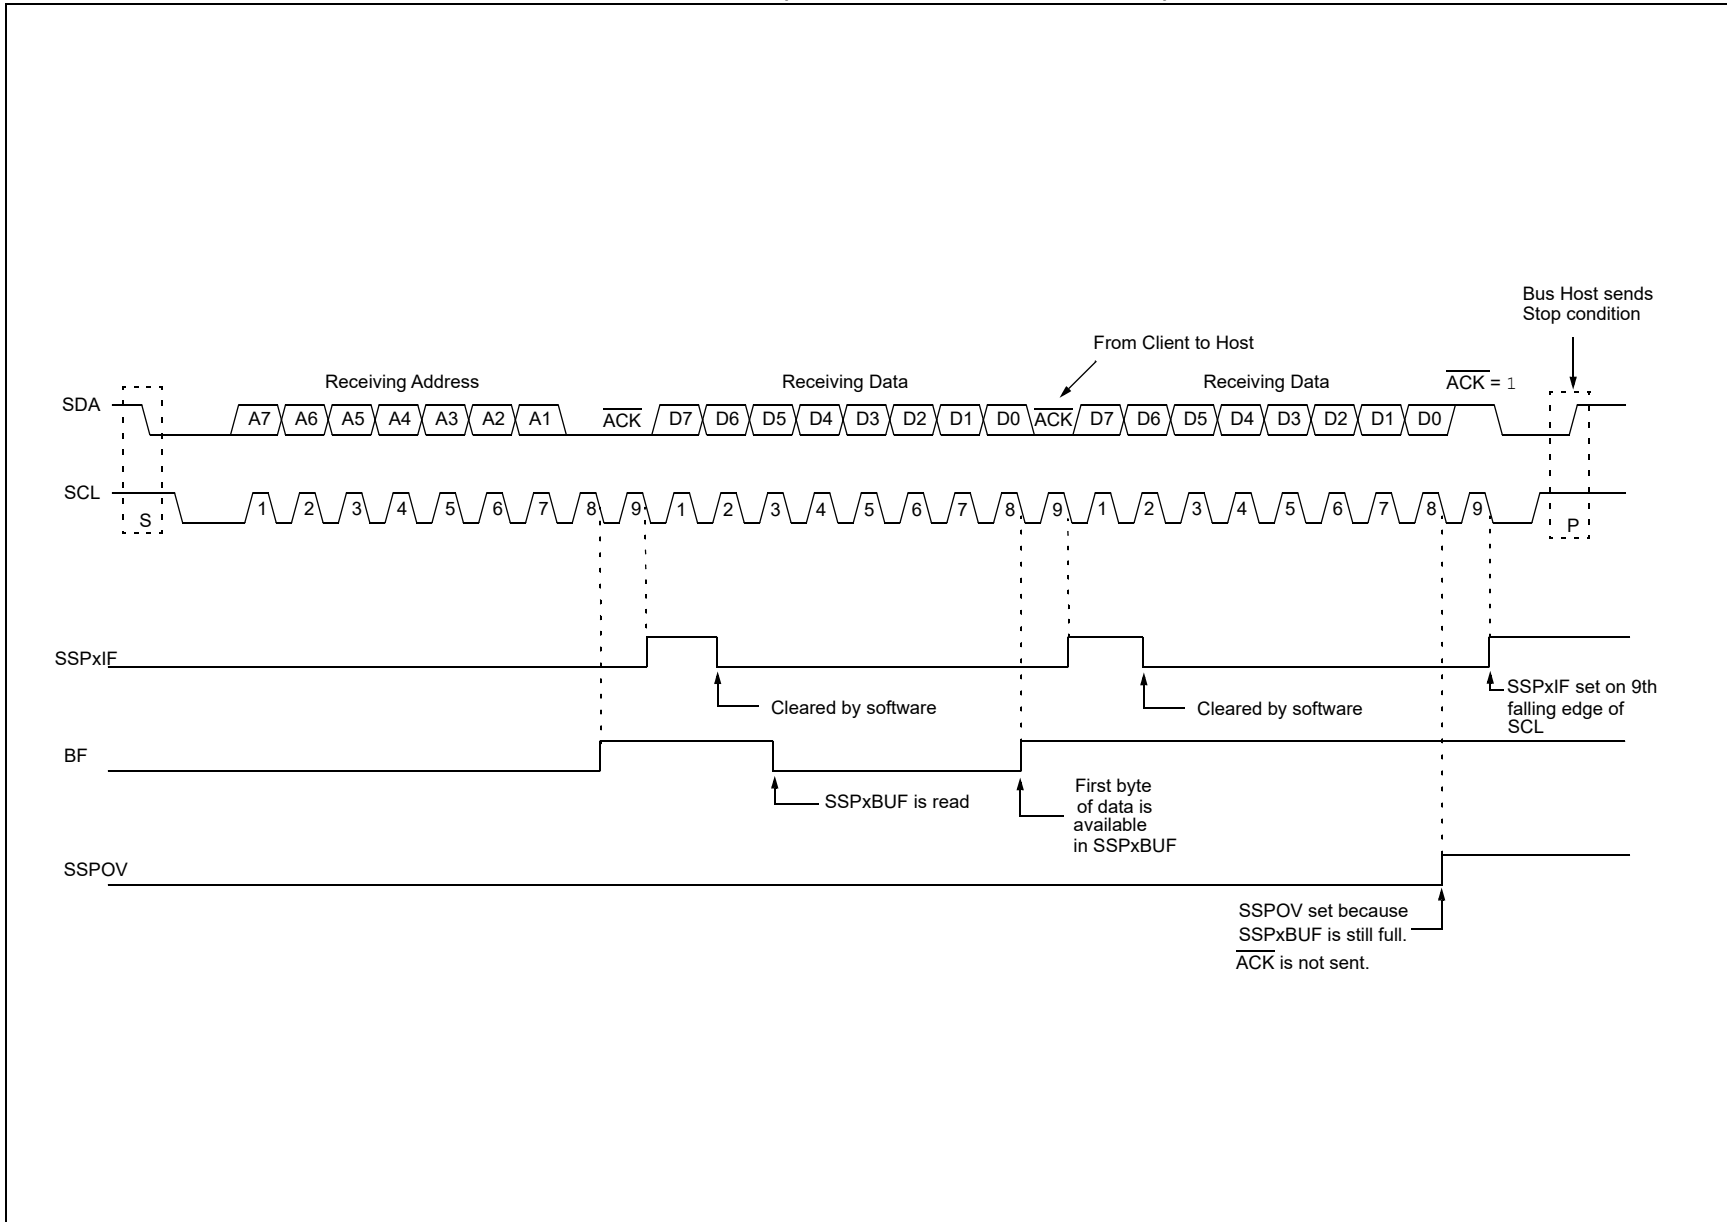 Bus Host sends
Stop condition
From Client to Host
Receiving Address
Receiving Data
Receiving Data
ACK = 1
SDA
A7 A6 A5 A4 A3 A2 A1 ACK D7 D6 D5 D4 D3 D2 D1 D0 ACK D7 D6 D5 D4 D3 D2 D1 D0
SCL
S
1 2 3 4 5 6 7 8 9 1 2 3 4 5 6 7 8 9 1 2 3 4 5 6 7 8 9
P
SSPxIF
Cleared by software
Cleared by software
SSPxIF set on 9th
falling edge of
SCL
BF
SSPxBUF is read
First byte
of data is
available
in SSPxBUF
SSPOV
SSPOV set because
SSPxBUF is still full.
ACK is not sent.